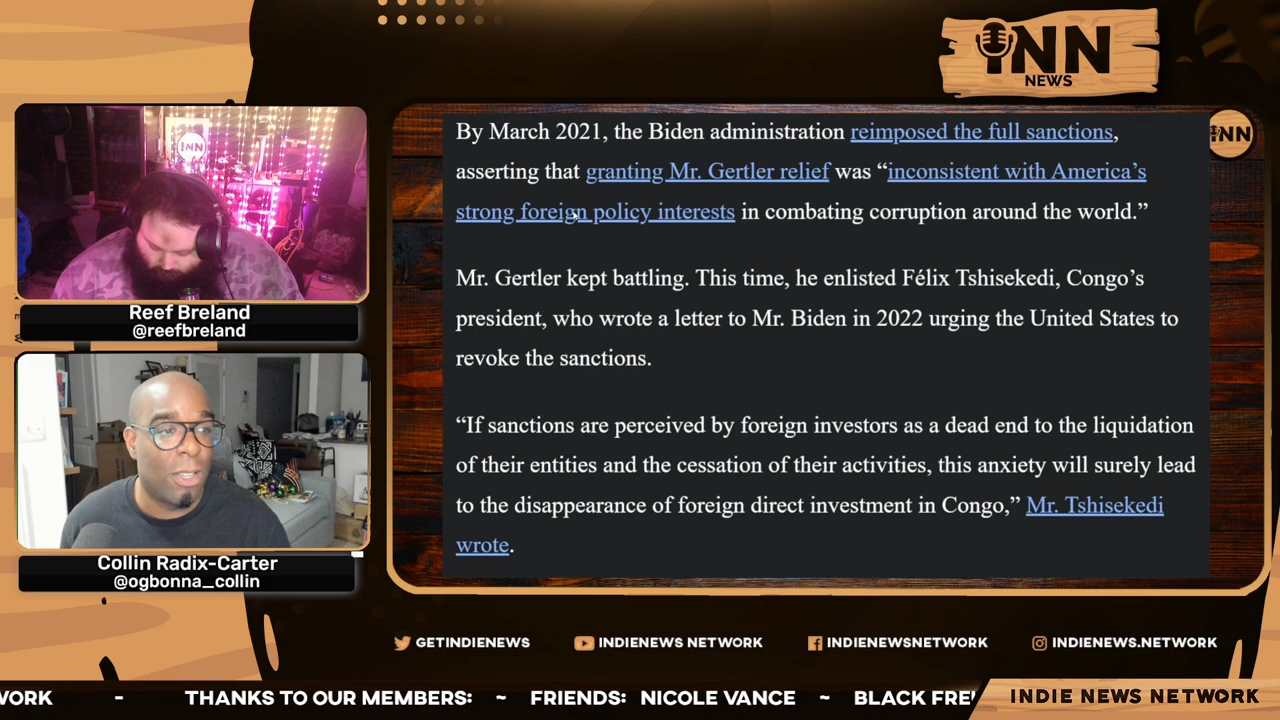 INN
NEWS
By March 2021, the Biden administration reimposed the full sanctions,
asserting that granting Mr. Gertler relief was “inconsistent with America’s
strong foreign policy interests in combating corruption around the world.”
Mr. Gertler kept battling. This time, he enlisted Félix Tshisekedi, Congo’s
president, who wrote a letter to Mr. Biden in 2022 urging the United States to
revoke the sanctions.
“If sanctions are perceived by foreign investors as a dead end to the liquidation
of their entities and the cessation of their activities, this anxiety will surely lead
to the disappearance of foreign direct investment in Congo,” Mr. Tshisekedi
wrote.
INN
INN
Reef Breland
@reefbreland
Collin Radix-Carter
@ogbonna_collin
GETINDIENEWS
INDIENEWS NETWORK
INDIENEWSNETWORK
INDIENEWS.NETWORK
WORK - THANKS TO OUR MEMBERS: ~ FRIENDS: NICOLE VANCE ~ BLACK
INDIE NEWS NETWORK